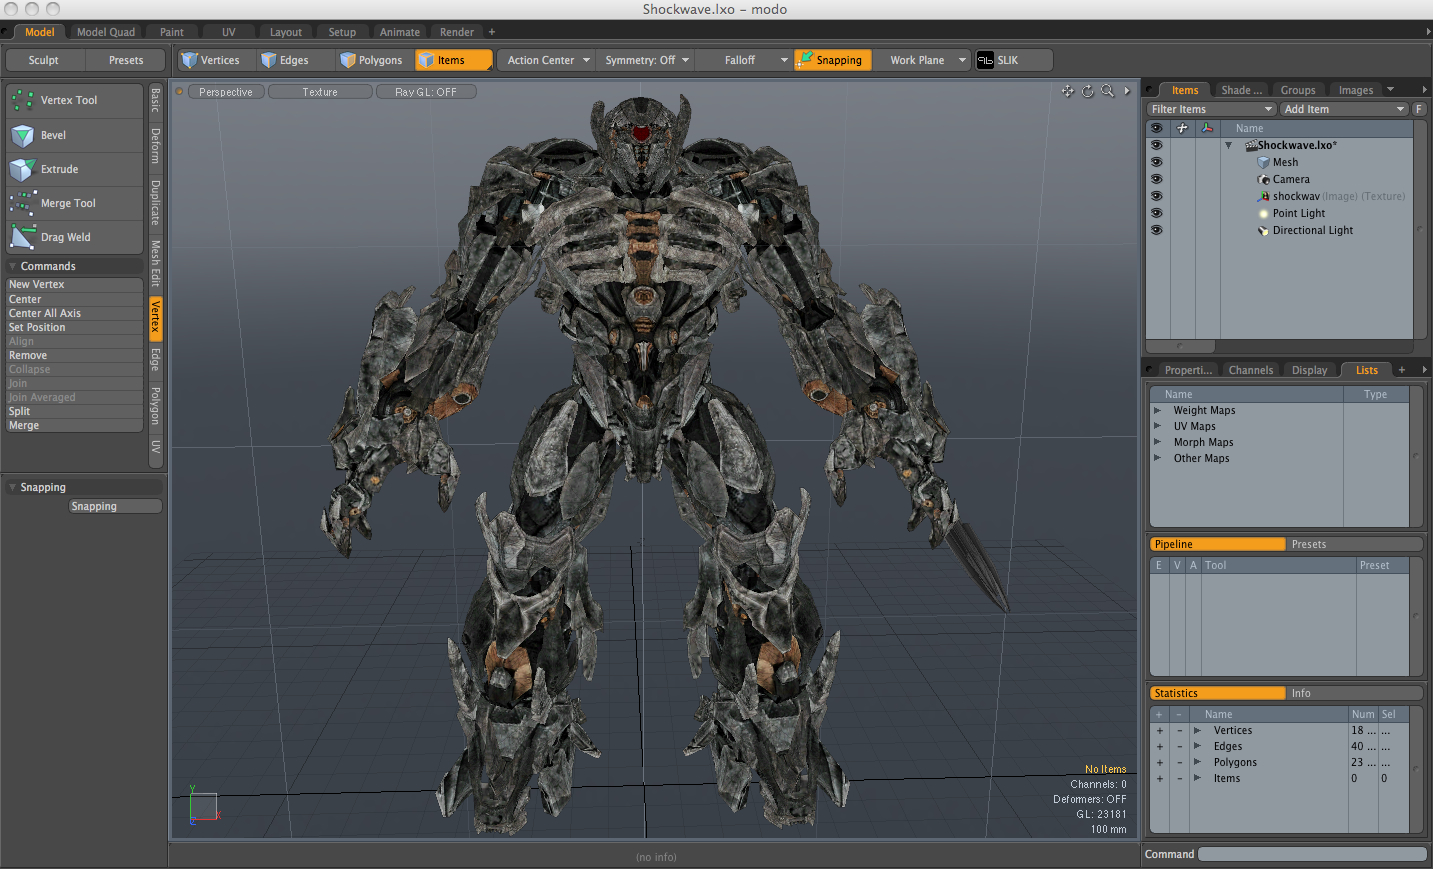 Shockwave.lxo - modo
Model Model Quad Paint UV Layout Setup Animate Render +
Sculpt Presets Vertices Edges Polygons Items Action Center Symmetry: Off Falloff Snapping Work Plane SLIK
Vertex Tool
Bevel
Extrude
Merge Tool
Drag Weld
Commands
New Vertex
Center
Center All Axis
Set Position
Align
Remove
Collapse
Join
Join Averaged
Split
Merge
Basic
Deform
Duplicate
Mesh Edit
Vertex
Edge
Polygon
UV
Snapping
Snapping
Perspective Texture Ray GL: OFF
No Items
Channels: 0
Deformers: OFF
GL: 23181
100 mm
Y
X
(no info)
Items Shade ... Groups Images
Filter Items Add Item F
Name
Shockwave.lxo*
Mesh
Camera
shockwav (Image) (Texture)
Point Light
Directional Light
Properti... Channels Display Lists +
Name Type
Weight Maps
UV Maps
Morph Maps
Other Maps
Pipeline Presets
E V A Tool Preset
Statistics Info
+ - Name Num Sel
+ - Vertices 18 ... ...
+ - Edges 40 ... ...
+ - Polygons 23 ... ...
+ - Items 0 0
Command